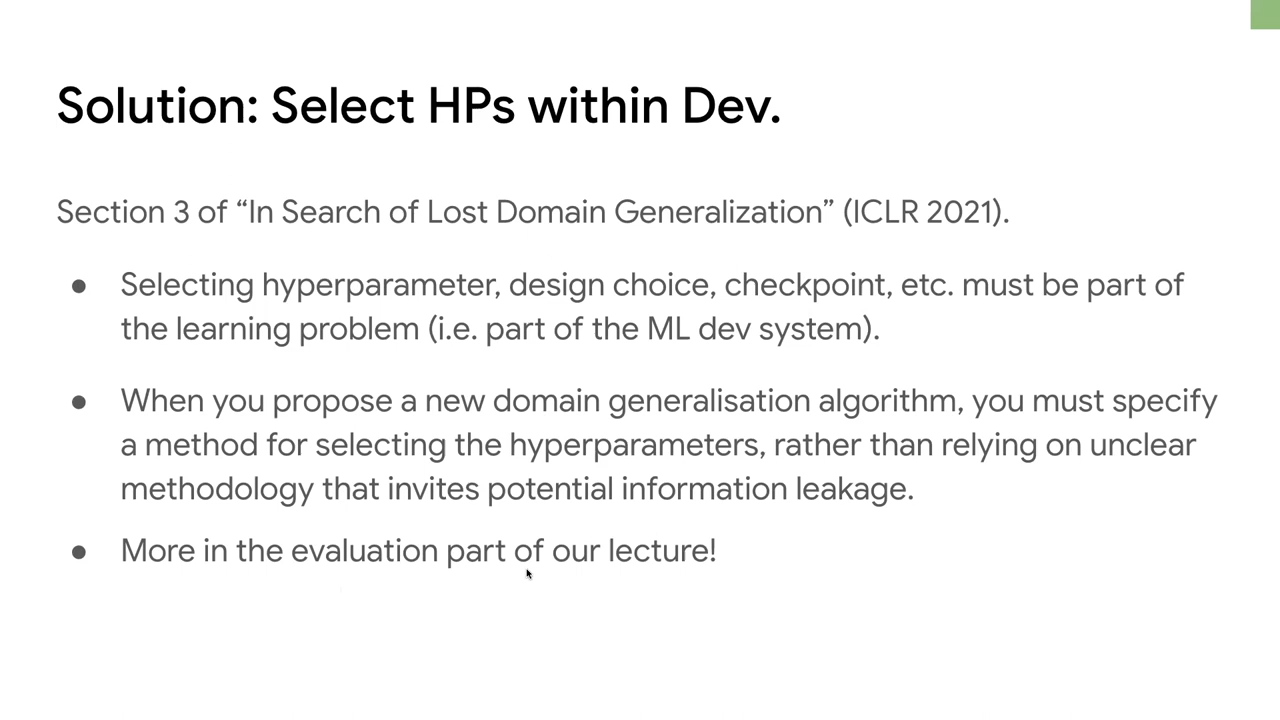 Solution: Select HPs within Dev.
Section 3 of “In Search of Lost Domain Generalization” (ICLR 2021).
● Selecting hyperparameter, design choice, checkpoint, etc. must be part of
the learning problem (i.e. part of the ML dev system).
● When you propose a new domain generalisation algorithm, you must specify
a method for selecting the hyperparameters, rather than relying on unclear
methodology that invites potential information leakage.
● More in the evaluation part of our lecture!